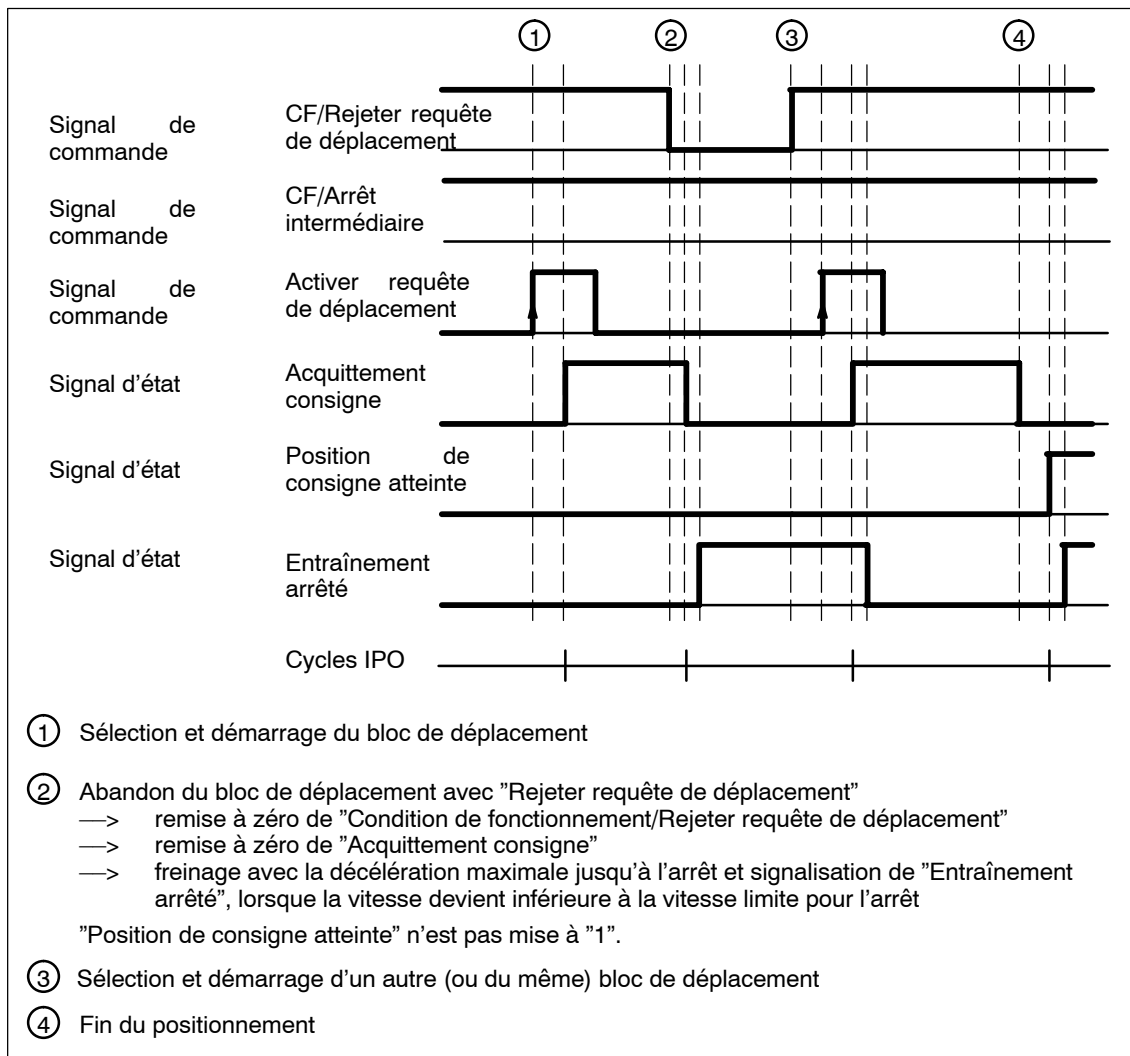 1 2 3 4
Signal de
commande
CF/Rejeter requête
de déplacement
Signal de
commande
CF/Arrêt
intermédiaire
Signal de
commande
Activer requête
de déplacement
Signal d’état
Acquittement
consigne
Signal d’état
Position de
consigne atteinte
Signal d’état
Entraînement
arrêté
Cycles IPO
1 Sélection et démarrage du bloc de déplacement
2 Abandon du bloc de déplacement avec ”Rejeter requête de déplacement”
—> remise à zéro de ”Condition de fonctionnement/Rejeter requête de déplacement”
—> remise à zéro de ”Acquittement consigne”
—> freinage avec la décélération maximale jusqu’à l’arrêt et signalisation de ”Entraînement
arrêté”, lorsque la vitesse devient inférieure à la vitesse limite pour l’arrêt
”Position de consigne atteinte” n’est pas mise à ”1”.
3 Sélection et démarrage d’un autre (ou du même) bloc de déplacement
4 Fin du positionnement